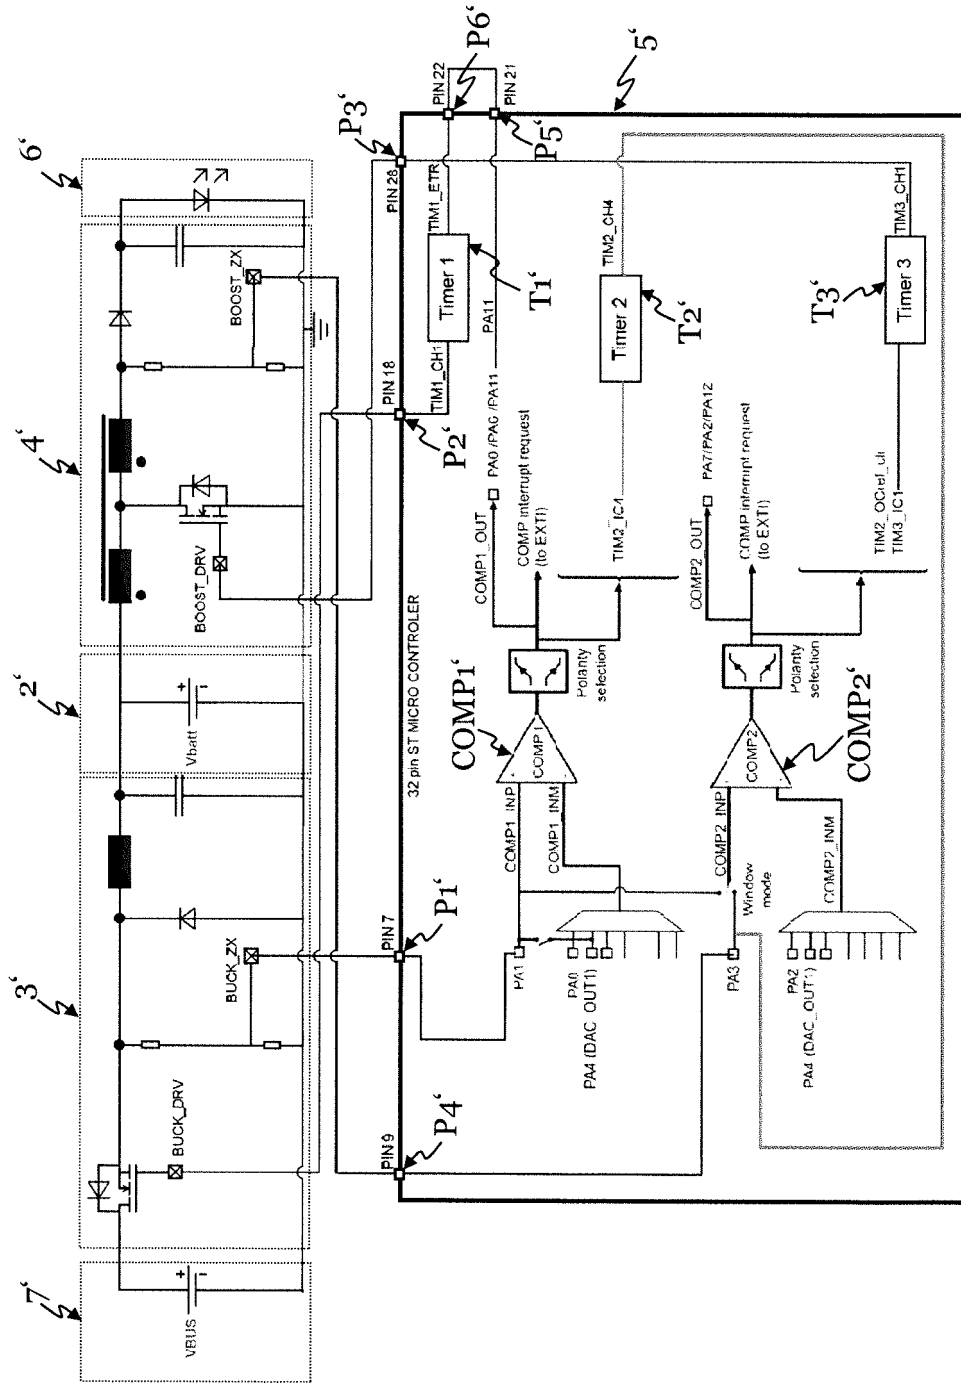 7‘
3‘
2‘
4‘
6‘
VBUS
+
-
BUCK_DRV
BUCK_ZX
Vbatt
+
-
BOOST_DRV
BOOST_ZX
PIN 9
P4‘
PIN 7
P1‘
32 pin ST MICRO CONTROLER
PIN 18
P2‘
PIN 28
P3‘
PIN 22
P6‘
PIN 21
P5‘
5‘
TIM1_CH1
Timer 1
TIM1_ETR
T1‘
PA11
PA1
COMP1_INP
COMP1_INM
COMP1
COMP1‘
COMP1_OUT
PA0 /PA6 /PA11
COMP interrupt request
(to EXTI)
Polarity
selection
PA0
PA4 (DAC_OUT1)
TIM2_IC4
Timer 2
TIM2_CH4
T2‘
PA3
Window
mode
COMP2_INP
COMP2_INM
COMP2
COMP2‘
COMP2_OUT
PA7/PA2/PA12
COMP interrupt request
(to EXTI)
Polarity
selection
PA2
PA4 (DAC_OUT1)
TIM2_OCref_clr
TIM3_IC1
Timer 3
TIM3_CH1
T3‘